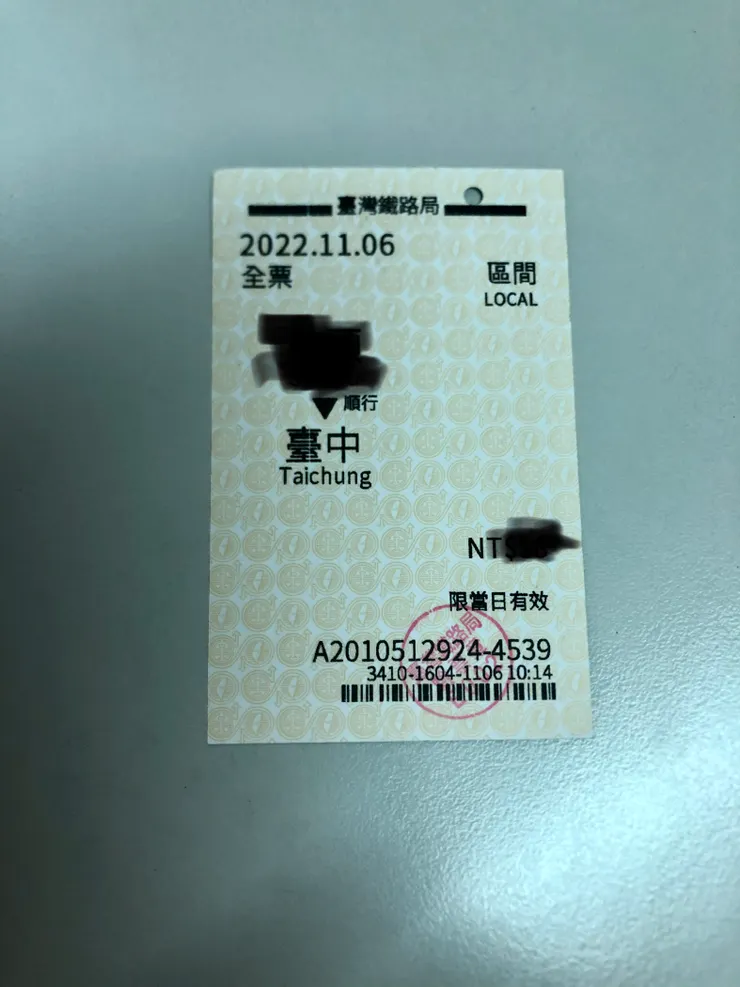 臺灣鐵路局
2022.11.06
全票 區間
LOCAL
順行
臺中
Taichung
NT$
限當日有效
A2010512924-4539
3410-1604-1106 10:14